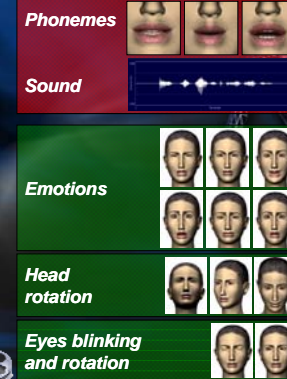 Phonemes
Sound
Emotions
Head
rotation
Eyes blinking
and rotation